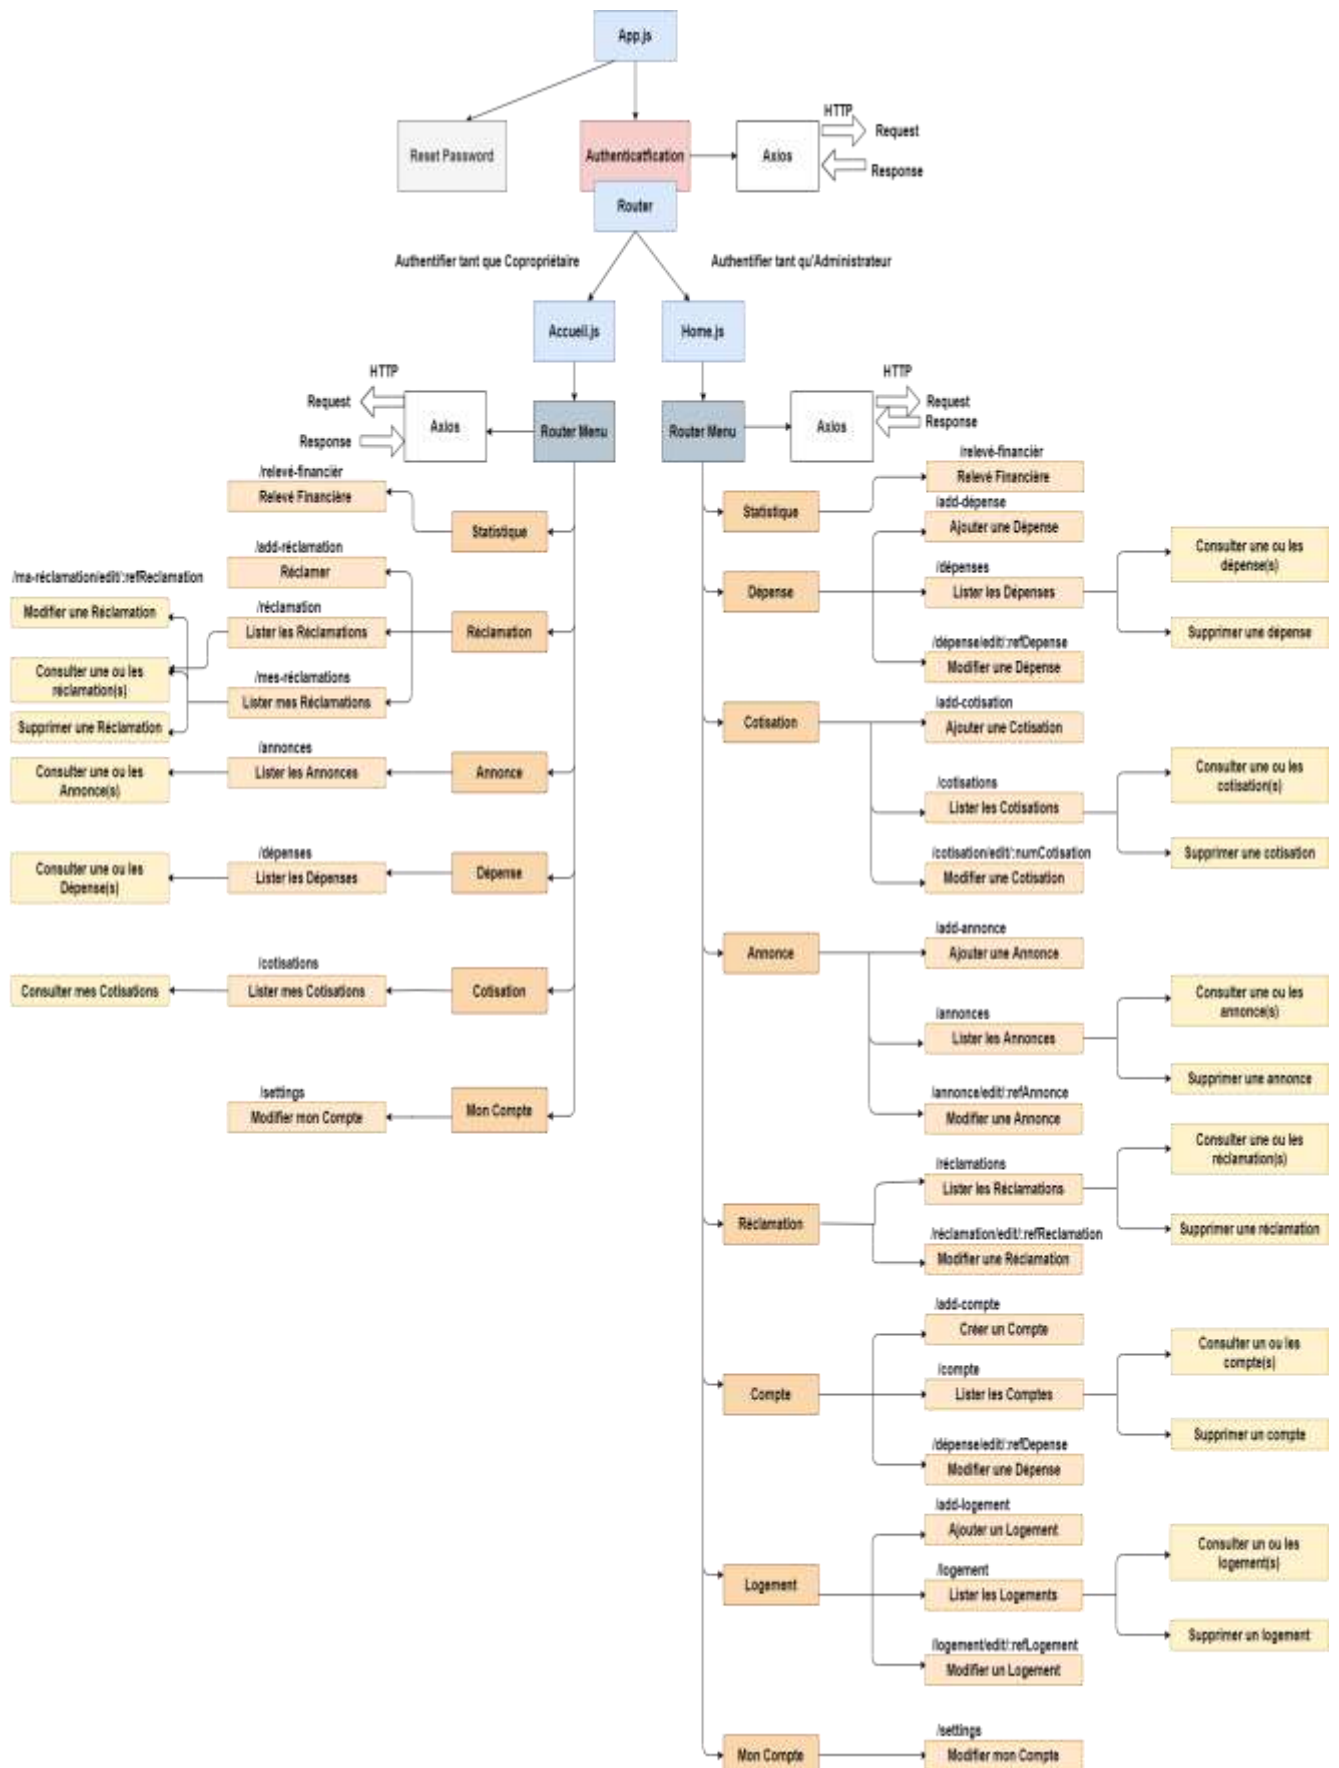 App.js
HTTP
Reset Password
Authenticatfication
Axios
Request
Response
Router
Authentifier tant que Copropriétaire
Authentifier tant qu'Administrateur
Accueil.js
Home.js
HTTP
Request
Response
Axios
Router Menu
Router Menu
Axios
HTTP
Request
Response
/relevé-financièr
Relevé Financière
Statistique
/add-réclamation
Réclamer
/ma-réclamation/edit/:refReclamation
Modifier une Réclamation
/réclamation
Lister les Réclamations
Réclamation
Consulter une ou les
réclamation(s)
/mes-réclamations
Lister mes Réclamations
Supprimer une Réclamation
/annonces
Consulter une ou les
Annonce(s)
Lister les Annonces
Annonce
/dépenses
Consulter une ou les
Dépense(s)
Lister les Dépenses
Dépense
/cotisations
Consulter mes Cotisations
Lister mes Cotisations
Cotisation
/settings
Modifier mon Compte
Mon Compte
/relevé-financièr
Relevé Financière
Statistique
/add-dépense
Ajouter une Dépense
Dépense
/dépenses
Lister les Dépenses
Consulter une ou les
dépense(s)
Supprimer une dépense
/dépense/edit/:refDepense
Modifier une Dépense
Cotisation
/add-cotisation
Ajouter une Cotisation
/cotisations
Lister les Cotisations
Consulter une ou les
cotisation(s)
Supprimer une cotisation
/cotisation/edit/:numCotisation
Modifier une Cotisation
Annonce
/add-annonce
Ajouter une Annonce
/annonces
Lister les Annonces
Consulter une ou les
annonce(s)
Supprimer une annonce
/annonce/edit/:refAnnonce
Modifier une Annonce
Réclamation
/réclamations
Lister les Réclamations
Consulter une ou les
réclamation(s)
Supprimer une réclamation
/réclamation/edit/:refReclamation
Modifier une Réclamation
Compte
/add-compte
Créer un Compte
/compte
Lister les Comptes
Consulter un ou les
compte(s)
Supprimer un compte
/dépense/edit/:refDepense
Modifier une Dépense
Logement
/add-logement
Ajouter un Logement
/logement
Lister les Logements
Consulter un ou les
logement(s)
Supprimer un logement
/logement/edit/:refLogement
Modifier un Logement
Mon Compte
/settings
Modifier mon Compte